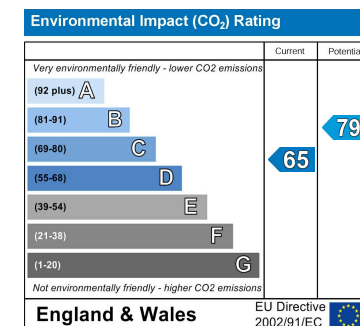 Environmental Impact (CO₂) Rating
Current
Very environmentally friendly - lower CO2 emissions
(92 plus) A
(81-91) B
79
(69-80) C
65
(55-68) D
(39-54) E
(21-38) F
(1-20) G
Not environmentally friendly - higher CO2 emissions
England & Wales
EU Directive
2002/91/EC